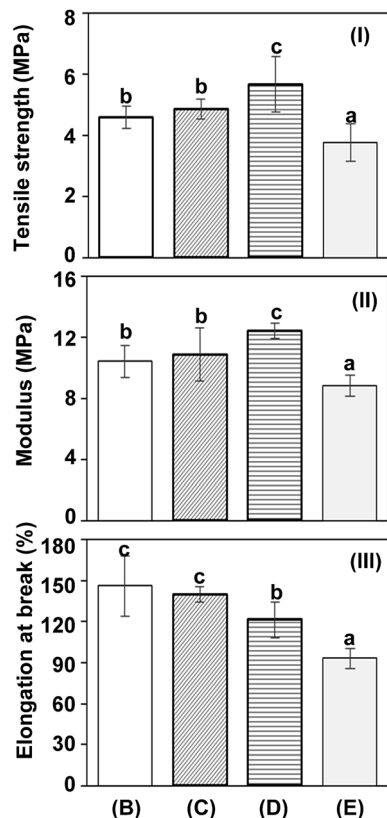 Tensile strength (MPa)
8
6
4
2
0
(I)
b
b
c
a
Modulus (MPa)
16
12
8
4
0
(II)
b
b
c
a
Elongation at break (%)
180
150
120
90
60
30
0
(III)
c
c
b
a
(B) (C) (D) (E)